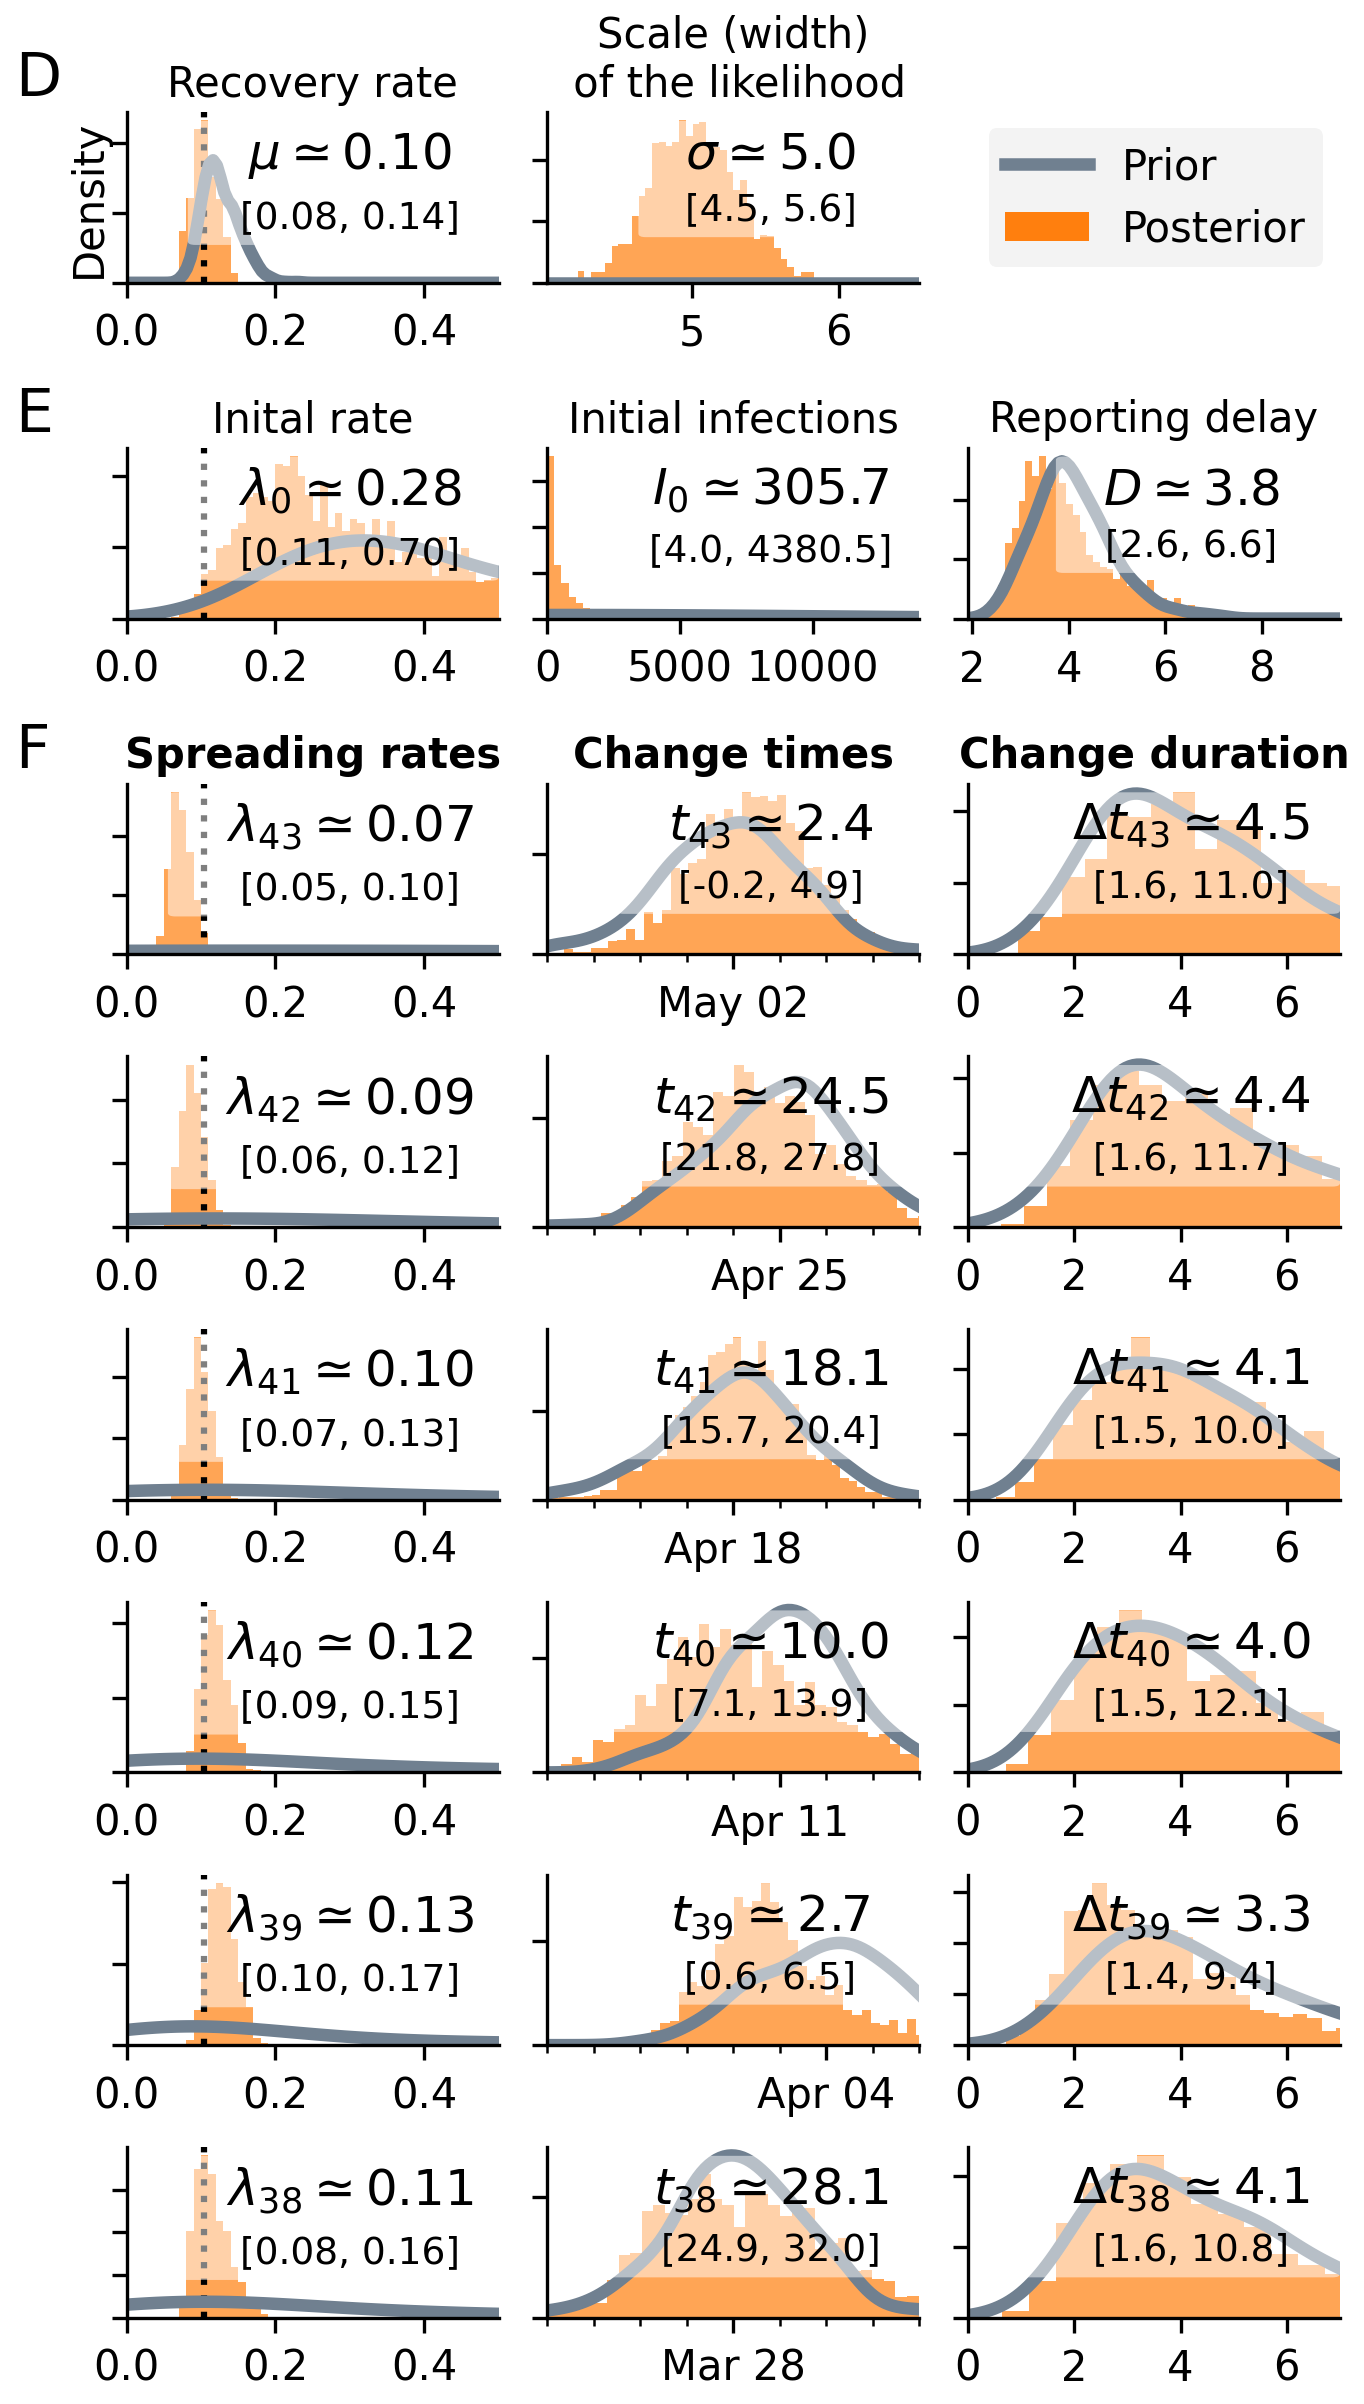 D
Recovery rate
Scale (width)
of the likelihood
Density
μ ≃ 0.10
[0.08, 0.14]
0.0 0.2 0.4
σ ≃ 5.0
[4.5, 5.6]
5 6
Prior
Posterior
E
Inital rate
λ0 ≃ 0.28
[0.11, 0.70]
0.0 0.2 0.4
Initial infections
I0 ≃ 305.7
[4.0, 4380.5]
0 5000 10000
Reporting delay
D ≃ 3.8
[2.6, 6.6]
2 4 6 8
F
Spreading rates
Change times
Change duration
λ43 ≃ 0.07
[0.05, 0.10]
0.0 0.2 0.4
t43 ≃ 2.4
[-0.2, 4.9]
May 02
Δt43 ≃ 4.5
[1.6, 11.0]
0 2 4 6
λ42 ≃ 0.09
[0.06, 0.12]
0.0 0.2 0.4
t42 ≃ 24.5
[21.8, 27.8]
Apr 25
Δt42 ≃ 4.4
[1.6, 11.7]
0 2 4 6
λ41 ≃ 0.10
[0.07, 0.13]
0.0 0.2 0.4
t41 ≃ 18.1
[15.7, 20.4]
Apr 18
Δt41 ≃ 4.1
[1.5, 10.0]
0 2 4 6
λ40 ≃ 0.12
[0.09, 0.15]
0.0 0.2 0.4
t40 ≃ 10.0
[7.1, 13.9]
Apr 11
Δt40 ≃ 4.0
[1.5, 12.1]
0 2 4 6
λ39 ≃ 0.13
[0.10, 0.17]
0.0 0.2 0.4
t39 ≃ 2.7
[0.6, 6.5]
Apr 04
Δt39 ≃ 3.3
[1.4, 9.4]
0 2 4 6
λ38 ≃ 0.11
[0.08, 0.16]
0.0 0.2 0.4
t38 ≃ 28.1
[24.9, 32.0]
Mar 28
Δt38 ≃ 4.1
[1.6, 10.8]
0 2 4 6